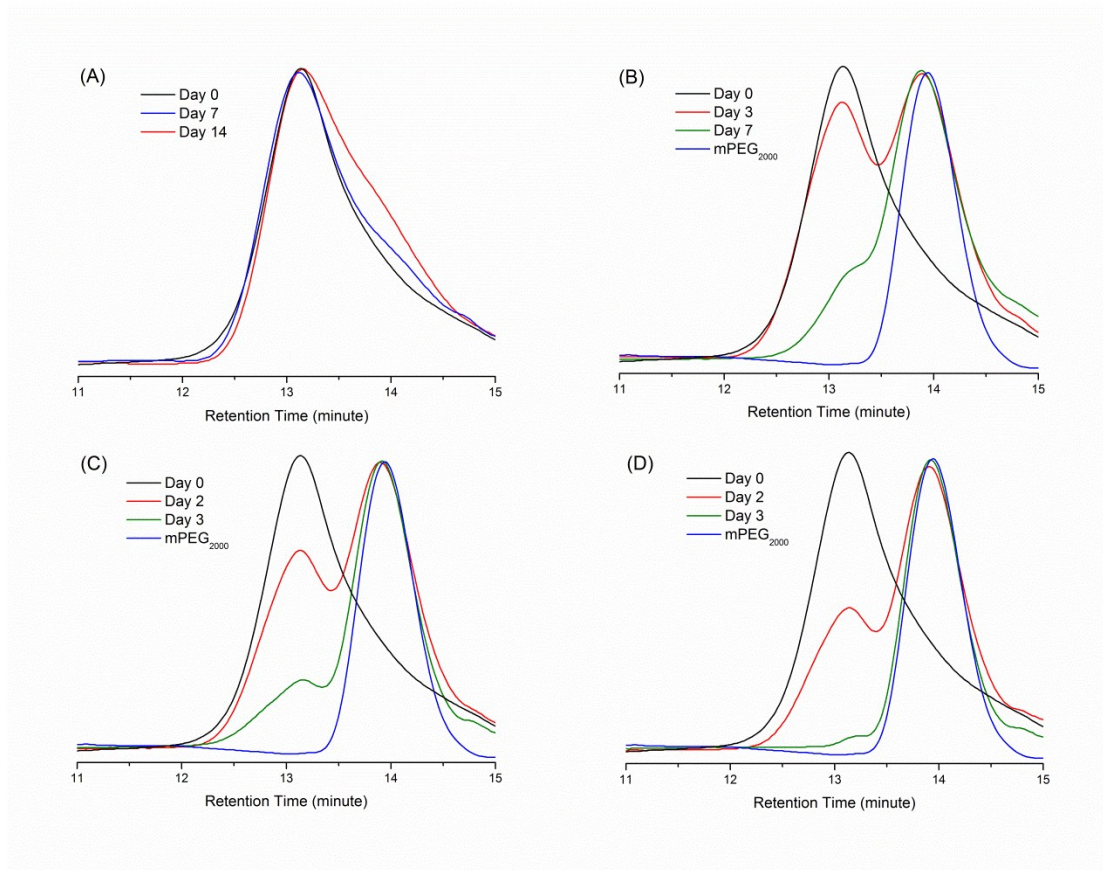 (A)
Day 0
Day 7
Day 14
11 12 13 14 15
Retention Time (minute)
(B)
Day 0
Day 3
Day 7
mPEG2000
11 12 13 14 15
Retention Time (minute)
(C)
Day 0
Day 2
Day 3
mPEG2000
11 12 13 14 15
Retention Time (minute)
(D)
Day 0
Day 2
Day 3
mPEG2000
11 12 13 14 15
Retention Time (minute)